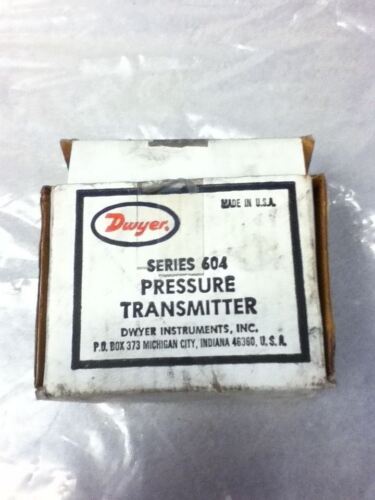 MADE IN U.S.A.
Dwyer
SERIES 604
PRESSURE
TRANSMITTER
DWYER INSTRUMENTS, INC.
P.O. BOX 373 MICHIGAN CITY, INDIANA 46360, U.S.A.